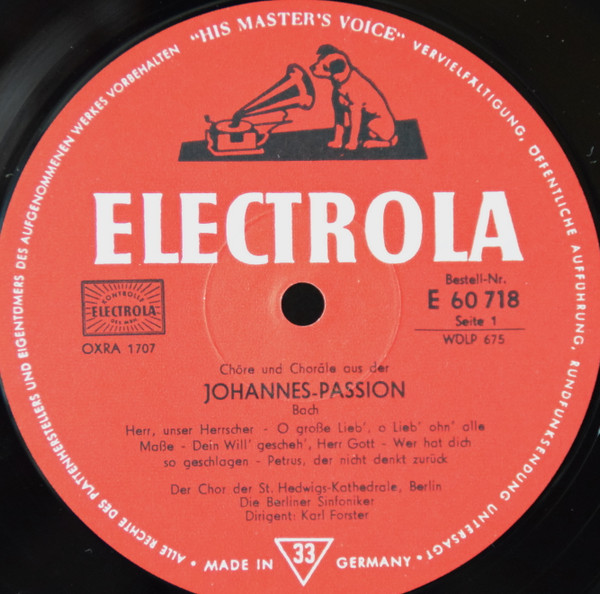 ALLE RECHTE DES PLATTENHERSTELLERS UND EIGENTÜMERS DES AUFGENOMMENEN WERKES VORBEHALTEN "HIS MASTER'S VOICE" VERVIELFÄLTIGUNG, ÖFFENTLICHE AUFFÜHRUNG, RUNDFUNKSENDUNG UNTERSAGT
ELECTROLA
KONTROLLE
ELECTROLA
OXRA 1707
Bestell-Nr.
E 60 718
Seite 1
WDLP 675
Chöre und Choräle aus der
JOHANNES-PASSION
Bach
Herr, unser Herrscher - O große Lieb', o Lieb' ohn' alle
Maße - Dein Will' gescheh', Herr Gott - Wer hat dich
so geschlagen - Petrus, der nicht denkt zurück
Der Chor der St. Hedwigs-Kathedrale, Berlin
Die Berliner Sinfoniker
Dirigent: Karl Forster
MADE IN 33 GERMANY